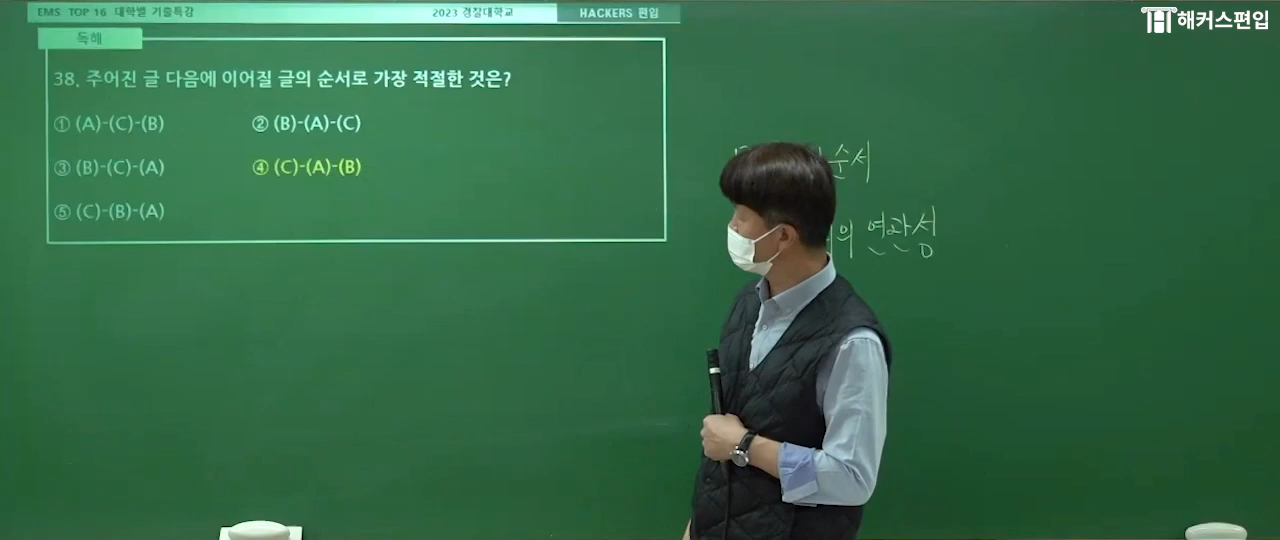 EMS TOP 16 대학별 기출특강
2023 경찰대학교
HACKERS 편입
해커스편입
독해
38. 주어진 글 다음에 이어질 글의 순서로 가장 적절한 것은?
① (A)-(C)-(B)
② (B)-(A)-(C)
③ (B)-(C)-(A)
④ (C)-(A)-(B)
⑤ (C)-(B)-(A)
순서
연관성